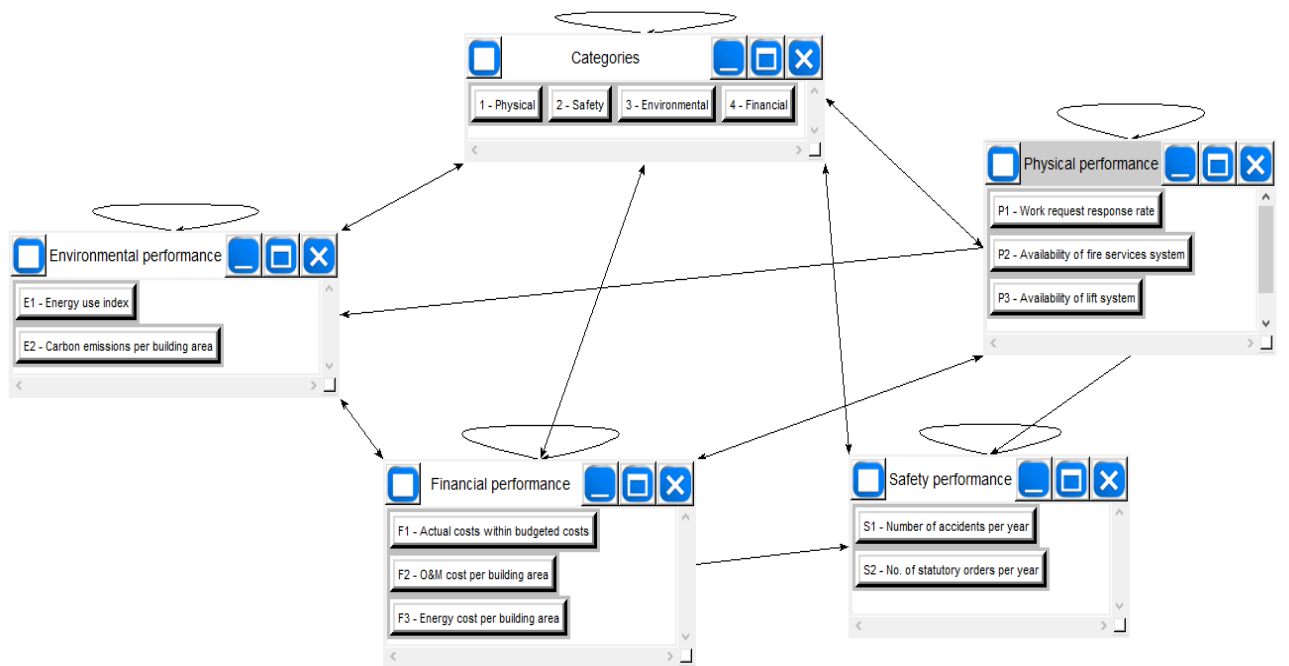 Categories
1 - Physical
2 - Safety
3 - Environmental
4 - Financial
Physical performance
P1 - Work request response rate
P2 - Availability of fire services system
P3 - Availability of lift system
Environmental performance
E1 - Energy use index
E2 - Carbon emissions per building area
Financial performance
F1 - Actual costs within budgeted costs
F2 - O&M cost per building area
F3 - Energy cost per building area
Safety performance
S1 - Number of accidents per year
S2 - No. of statutory orders per year